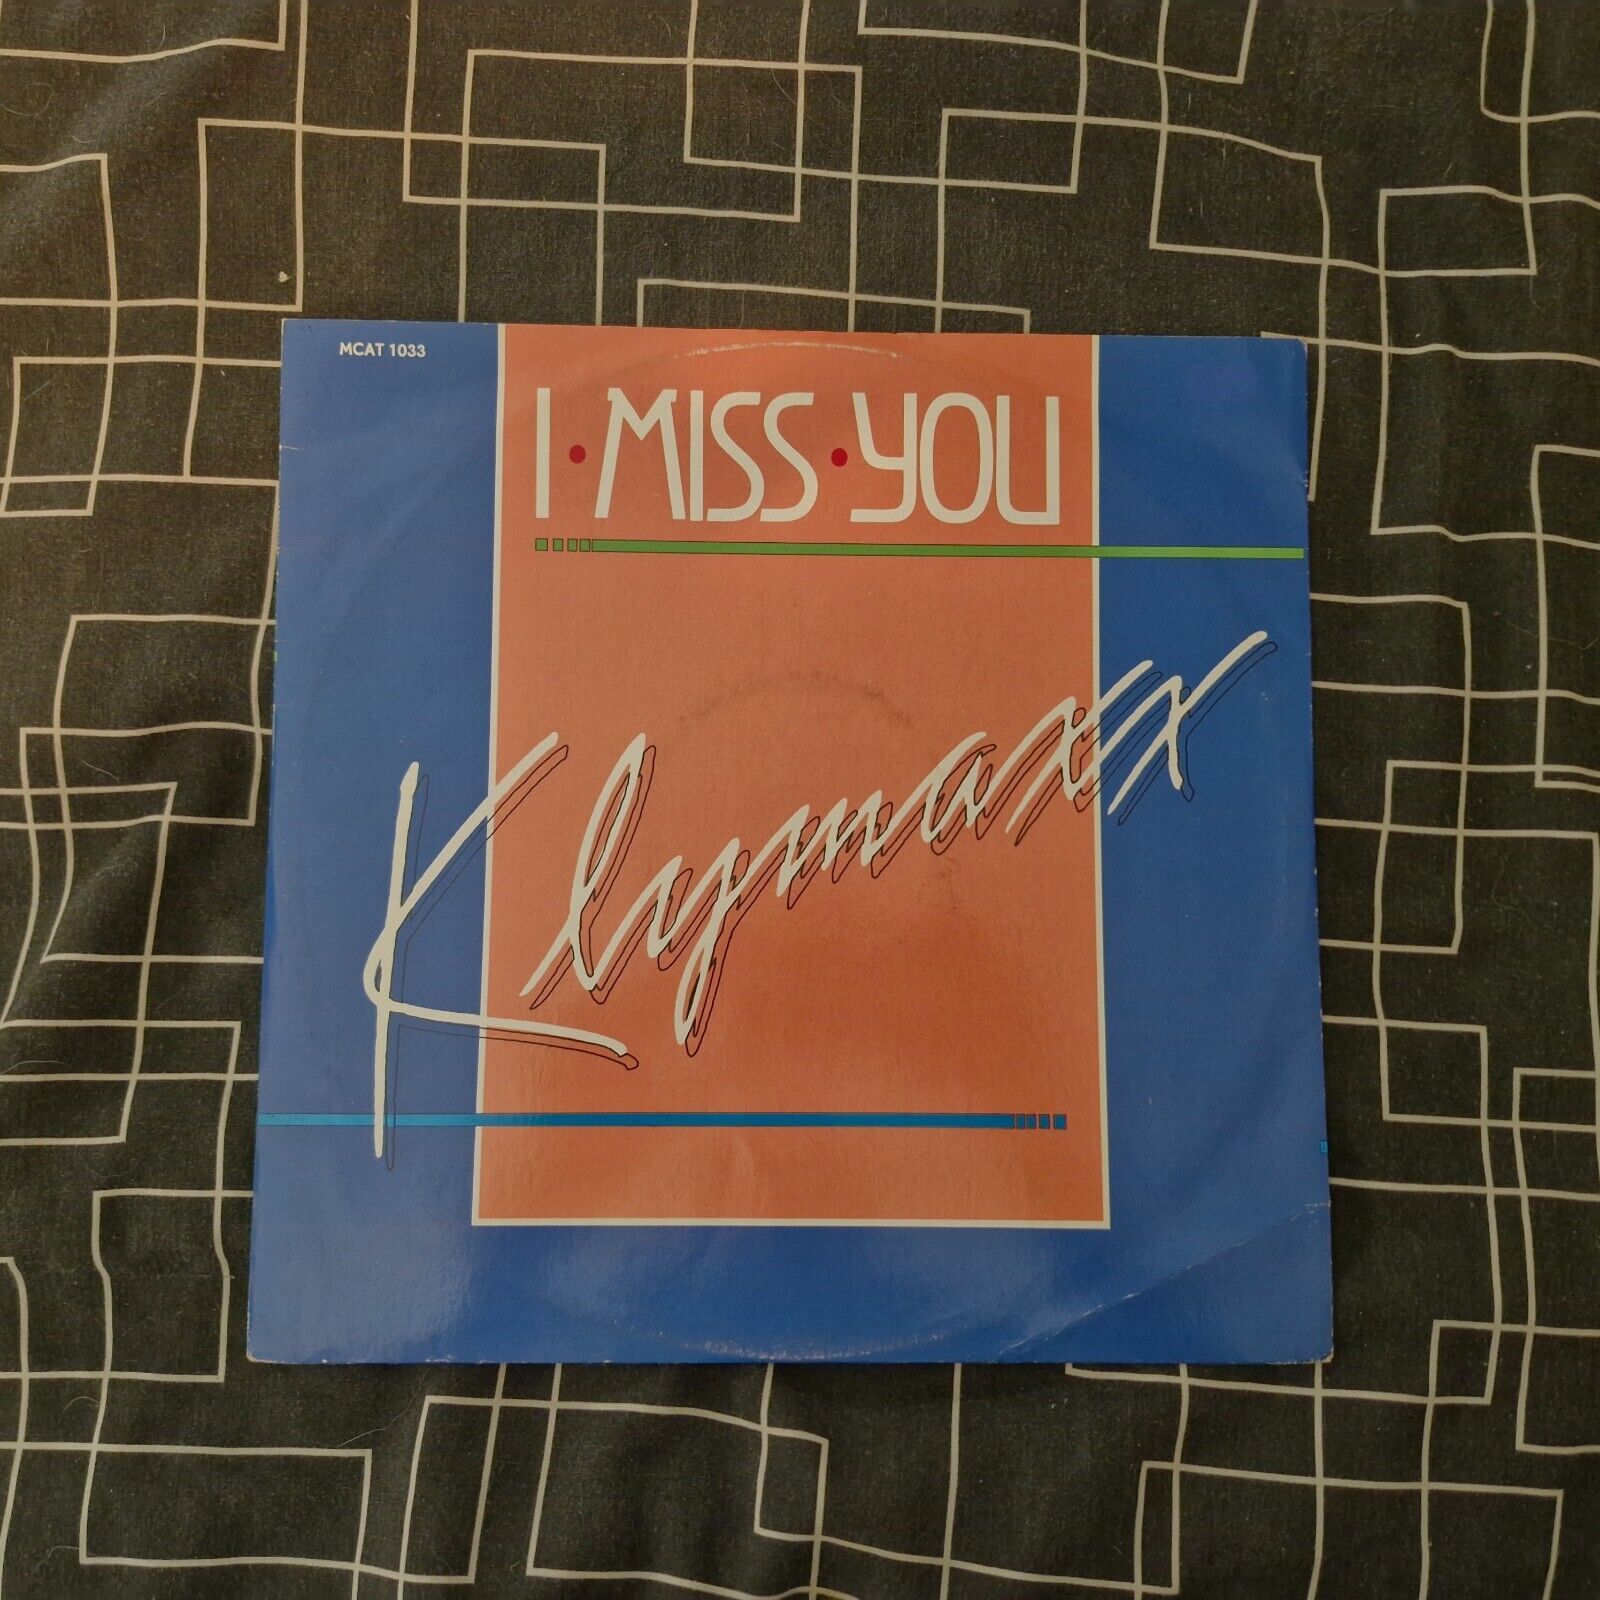 MCAT 1033
I • MISS • YOU
Klymaxx